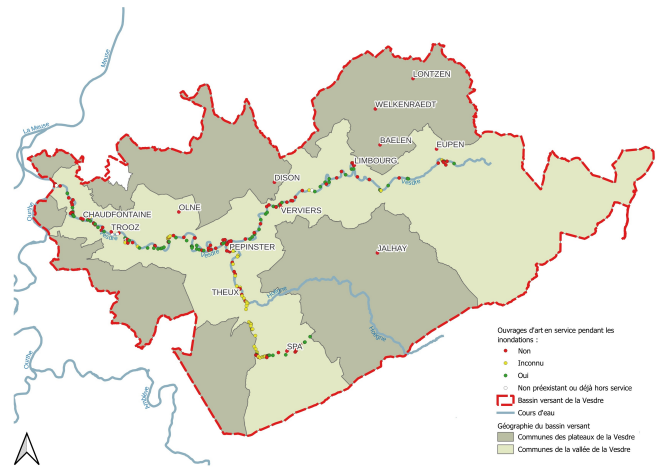 Meuse
La Meuse
LONTZEN
WELKENRAEDT
BAELEN
EUPEN
LIMBOURG
Vesdre
DISON
VERVIERS
OLNE
CHAUDFONTAINE
TROOZ
Vesdre
Ourthe
PEPINSTER
Vesdre
JALHAY
THEUX
Hoëgne
Hoëgne
SPA
Ourthe
Amblève
Ouvrages d'art en service pendant les
inondations :
Non
Inconnu
Oui
Non préexistant ou déjà hors service
Bassin versant de la Vesdre
Cours d'eau
Géographie du bassin versant
Communes des plateaux de la Vesdre
Communes de la vallée de la Vesdre